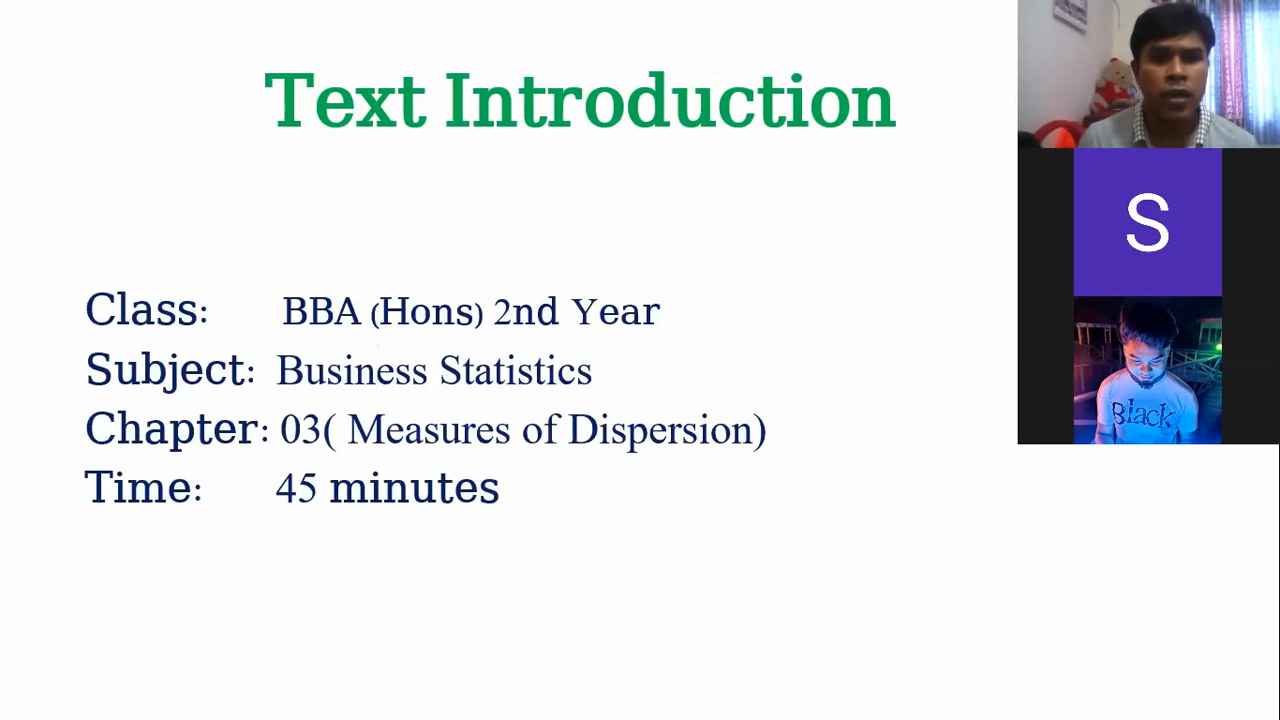 Text Introduction
Class: BBA (Hons) 2nd Year
Subject: Business Statistics
Chapter: 03( Measures of Dispersion)
Time: 45 minutes
S
Black